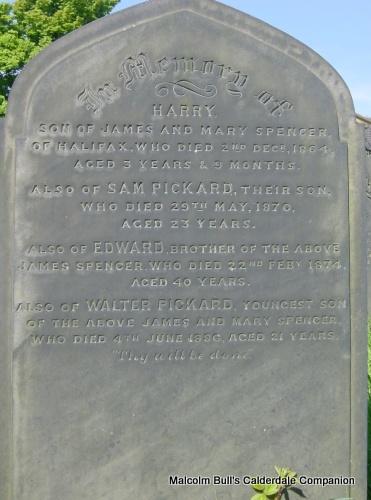 In Memory of
HARRY,
SON OF JAMES AND MARY SPENCER,
OF HALIFAX, WHO DIED 2ND DECR, 1864,
AGED 3 YEARS & 9 MONTHS.
ALSO OF SAM PICKARD, THEIR SON,
WHO DIED 29TH MAY, 1870,
AGED 23 YEARS.
ALSO OF EDWARD, BROTHER OF THE ABOVE
JAMES SPENCER, WHO DIED 22ND FEBY 1874,
AGED 40 YEARS.
ALSO OF WALTER PICKARD, YOUNGEST SON
OF THE ABOVE JAMES AND MARY SPENCER,
WHO DIED 4TH JUNE 1886, AGED 21 YEARS.
"Thy will be done."
Malcolm Bull's Calderdale Companion